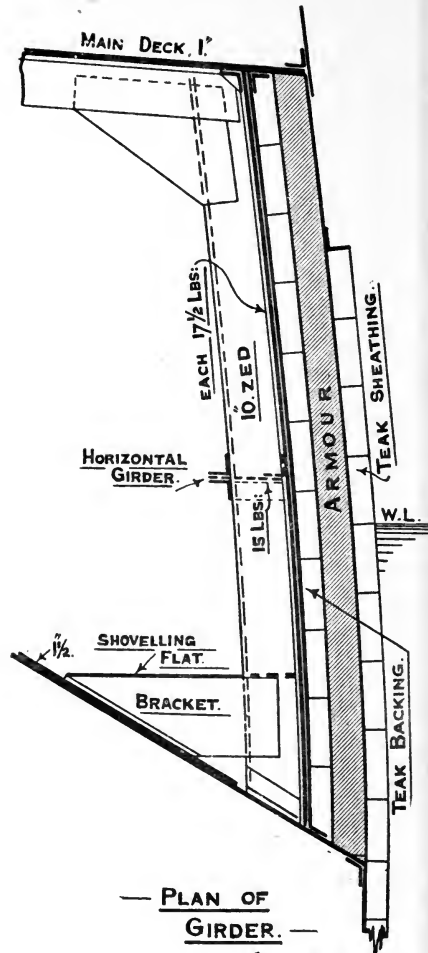 MAIN DECK, 1".
EACH 17½ LBS:
10." ZED
ARMOUR
TEAK SHEATHING.
HORIZONTAL
GIRDER.
15 LBS:
W.L.
1½".
SHOVELLING
FLAT.
BRACKET.
TEAK BACKING.
— PLAN OF
GIRDER. —